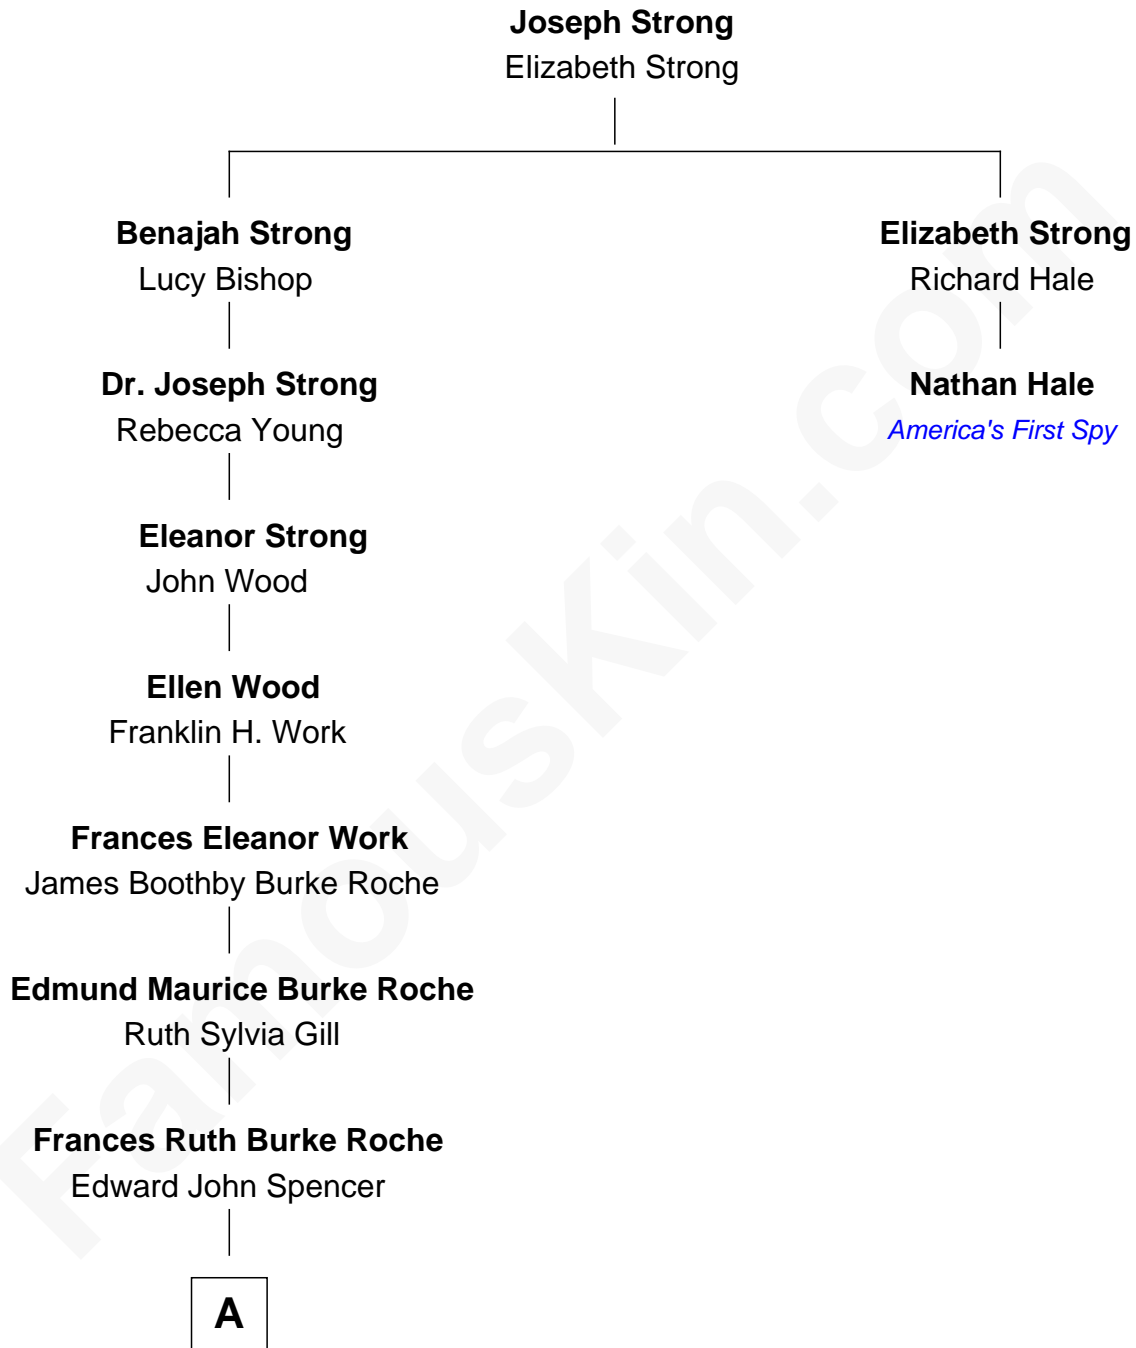 Joseph Strong
Elizabeth Strong
Benajah Strong
Lucy Bishop
Elizabeth Strong
Richard Hale
Dr. Joseph Strong
Rebecca Young
Nathan Hale
America's First Spy
Eleanor Strong
John Wood
Ellen Wood
Franklin H. Work
Frances Eleanor Work
James Boothby Burke Roche
Edmund Maurice Burke Roche
Ruth Sylvia Gill
Frances Ruth Burke Roche
Edward John Spencer
A
FamousKin.com